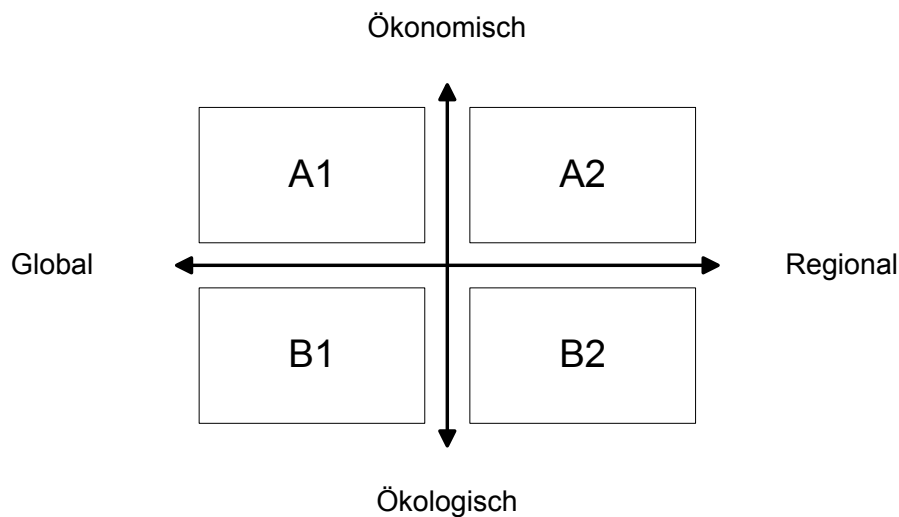 Ökonomisch
A1 A2
Global Regional
B1 B2
Ökologisch